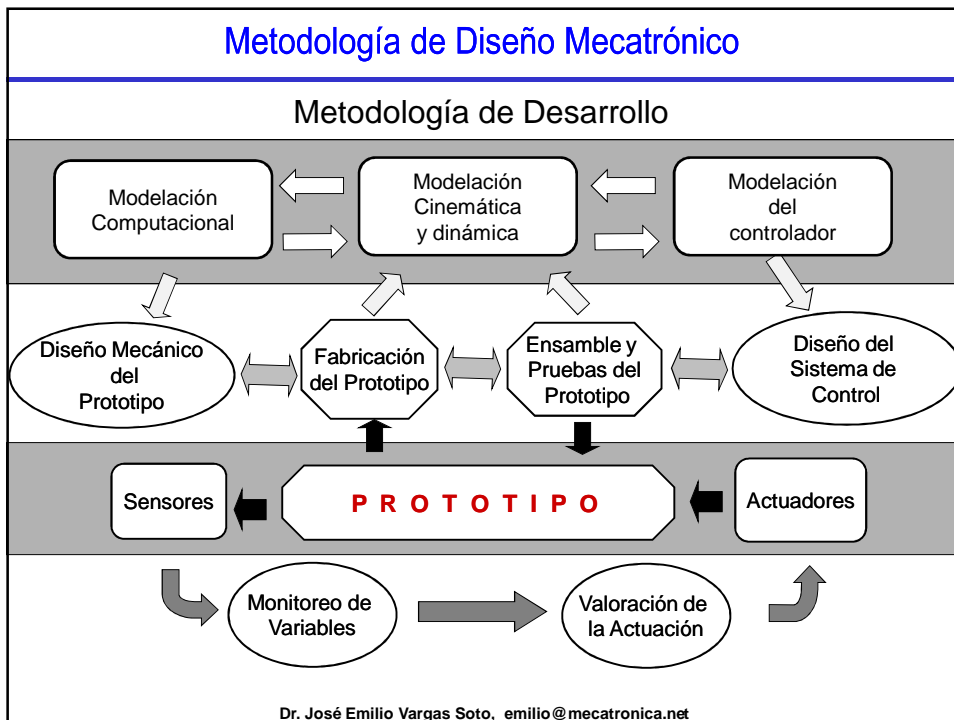 Metodología de Diseño Mecatrónico
Metodología de Desarrollo
Modelación
Computacional
Modelación
Cinemática
y dinámica
Modelación
del
controlador
Diseño Mecánico
del
Prototipo
Fabricación
del Prototipo
Ensamble y
Pruebas del
Prototipo
Diseño del
Sistema de
Control
Sensores
P R O T O T I P O
Actuadores
Monitoreo de
Variables
Valoración de
la Actuación
Dr. José Emilio Vargas Soto, emilio@mecatronica.net